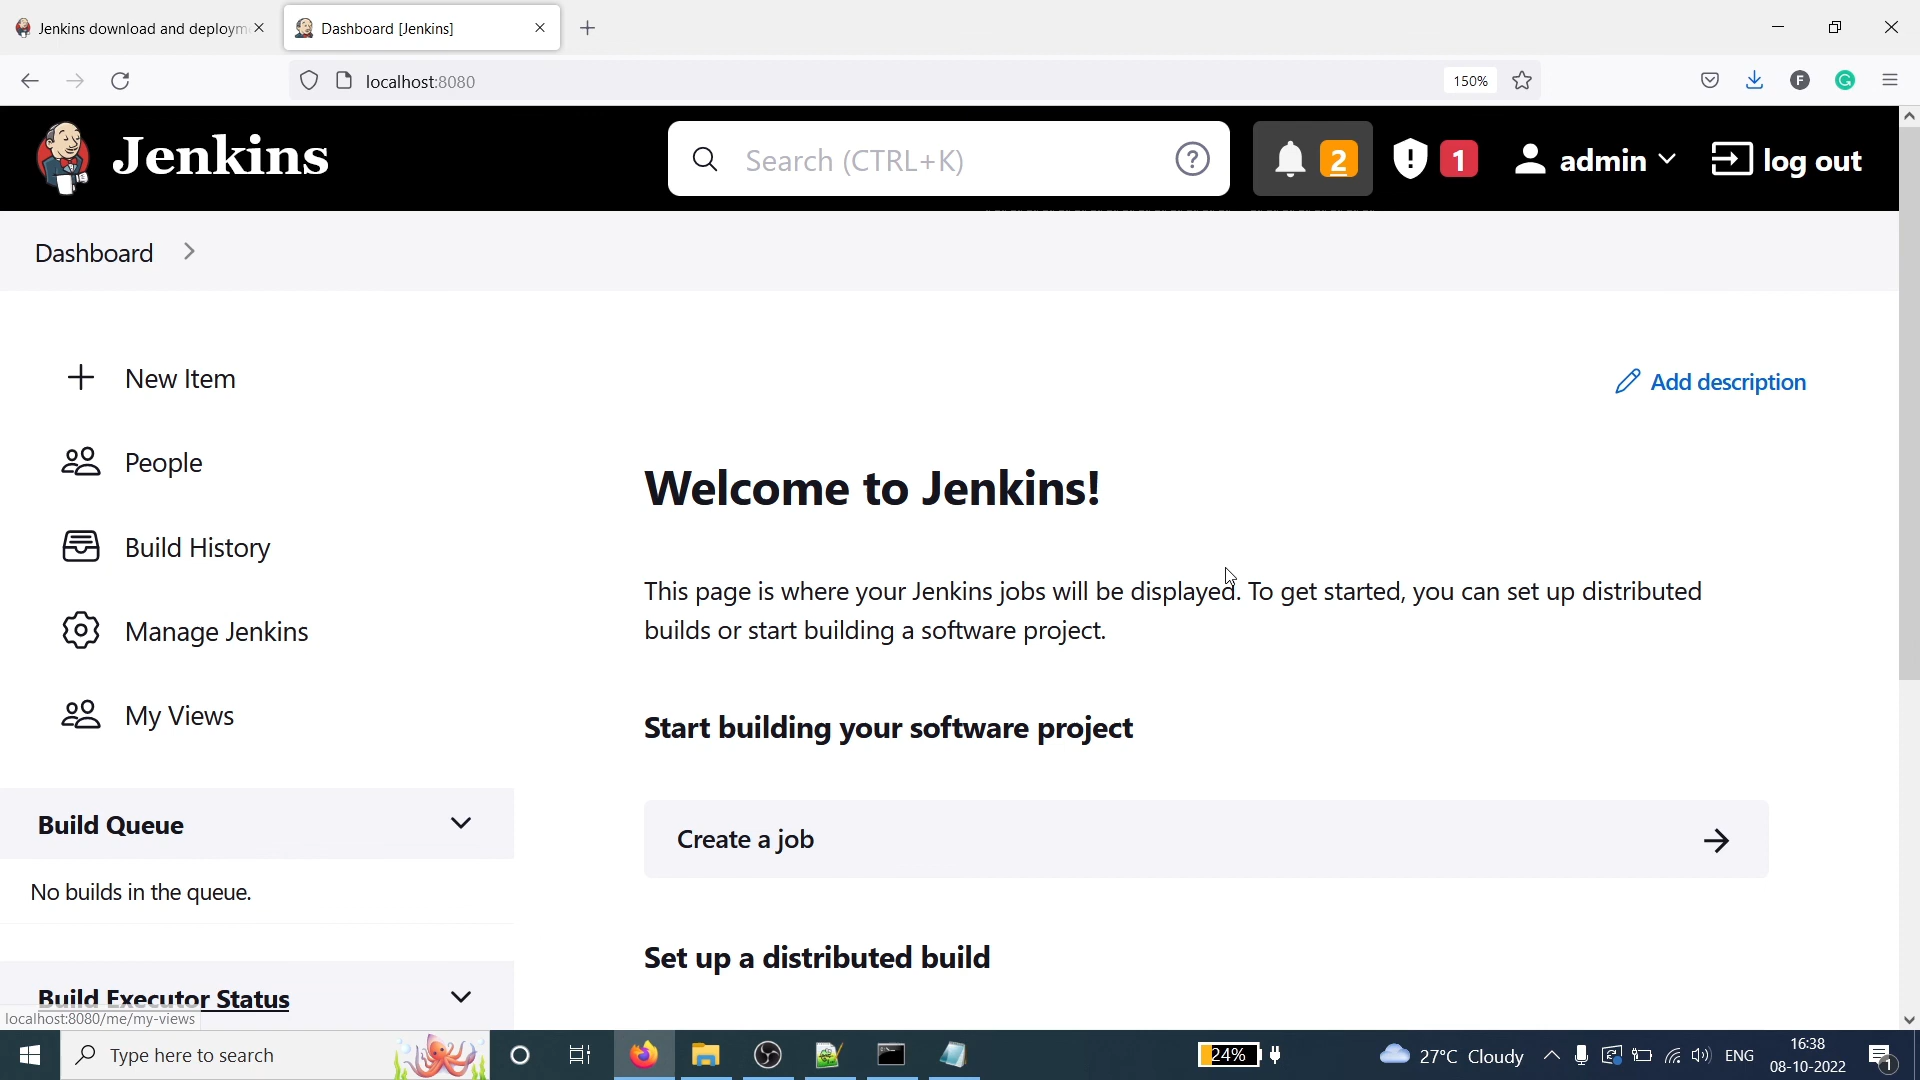 Jenkins download and deploym
Dashboard [Jenkins]
localhost:8080
150%
F
G
Jenkins
Search (CTRL+K)
2
1
admin
log out
Dashboard
New Item
Add description
People
Welcome to Jenkins!
Build History
This page is where your Jenkins jobs will be displayed. To get started, you can set up distributed
builds or start building a software project.
Manage Jenkins
My Views
Start building your software project
Build Queue
Create a job
No builds in the queue.
Set up a distributed build
Build Executor Status
localhost:8080/me/my-views
Type here to search
24%
27°C Cloudy
ENG
16:38
08-10-2022
1